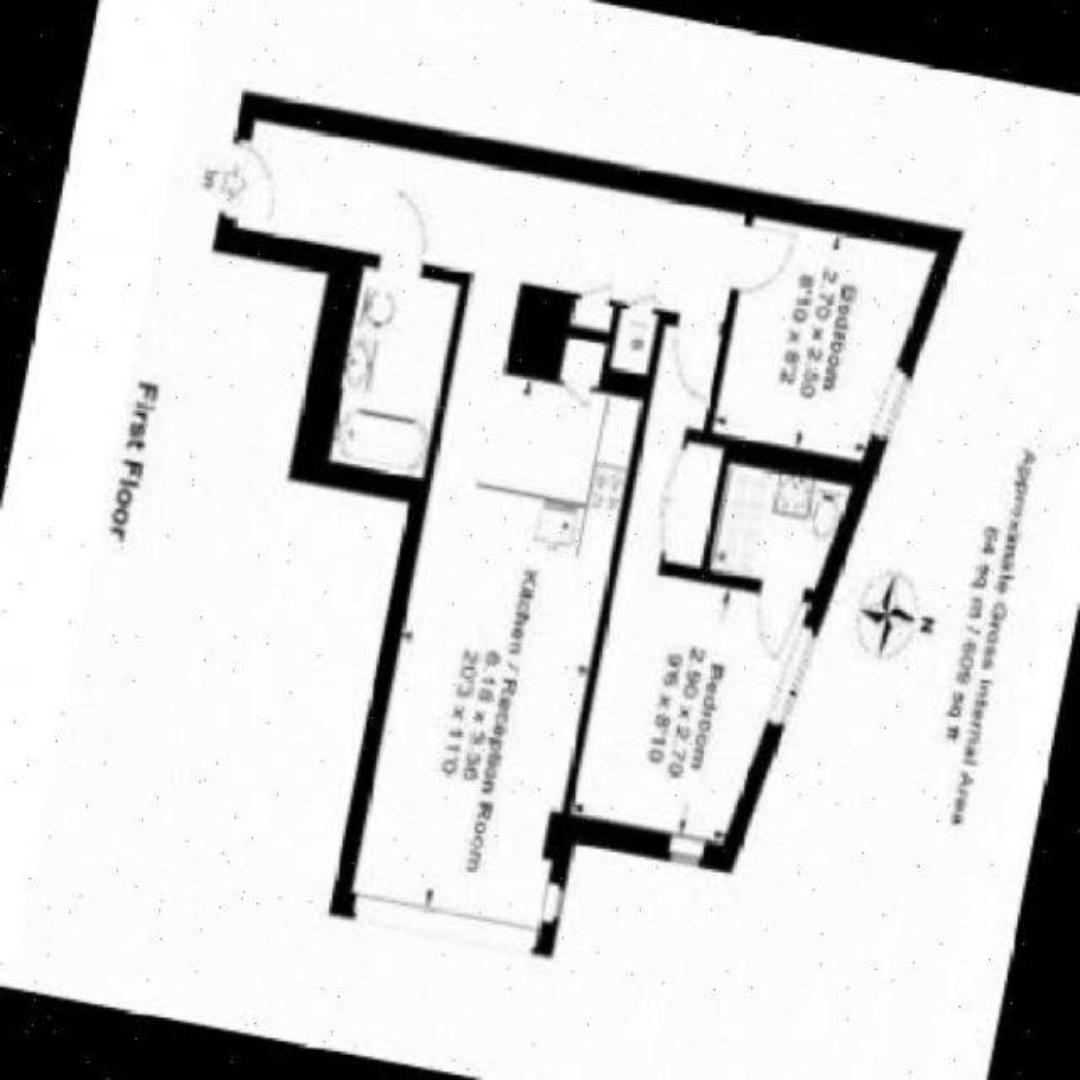 Approximate Gross Internal Area
64 sq m / 609 sq ft
N
Bedroom
2.70 x 2.50
8'10 x 8'2
Bedroom
2.90 x 2.70
9'6 x 8'10
B
Kitchen / Reception Room
6.18 x 3.36
20'3 x 11'0
In
First Floor